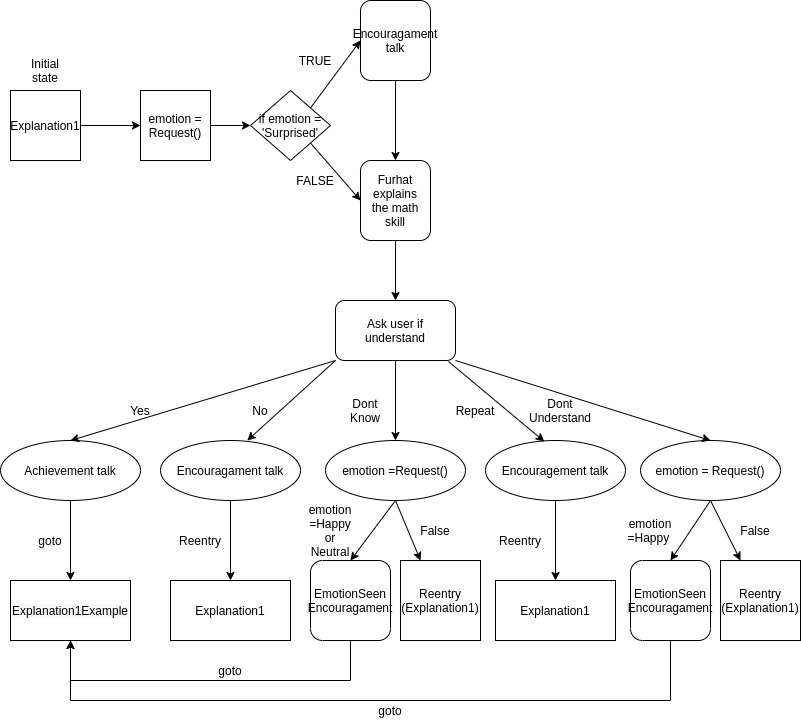 Encouragament
talk
TRUE
Initial
state
Explanation1
emotion =
Request()
if emotion =
'Surprised'
FALSE
Furhat
explains
the math
skill
Ask user if
understand
Yes
No
Dont
Know
Repeat
Dont
Understand
Achievement talk
Encouragament talk
emotion =Request()
Encouragement talk
emotion = Request()
goto
Reentry
emotion
=Happy
or
Neutral
False
Reentry
emotion
=Happy
False
Explanation1Example
Explanation1
EmotionSeen
Encouragament
Reentry
(Explanation1)
Explanation1
EmotionSeen
Encouragament
Reentry
(Explanation1)
goto
goto